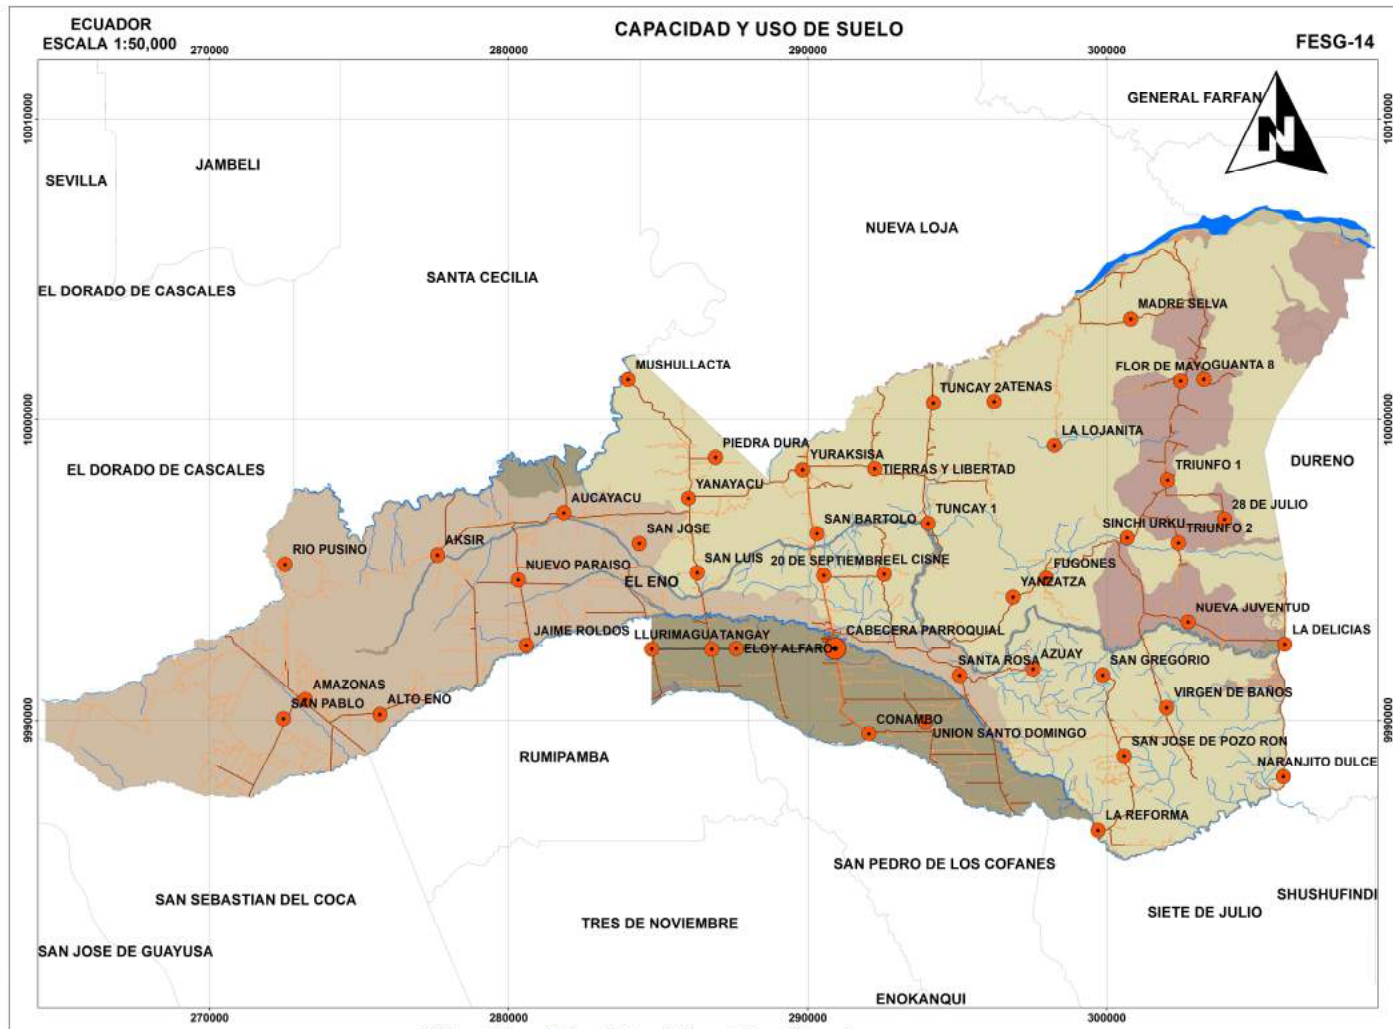 ECUADOR
ESCALA 1:50,000
CAPACIDAD Y USO DE SUELO
FESG-14
270000
280000
290000
300000
10010000
10010000
GENERAL FARFAN
N
JAMBELI
SEVILLA
NUEVA LOJA
SANTA CECILIA
EL DORADO DE CASCALES
MADRE SELVA
MUSHULLACTA
FLOR DE MAYO
GUANTA 8
TUNCAY 2
ATENAS
10000000
10000000
LA LOJANITA
PIEDRA DURA
YURAKSISA
TIERRAS Y LIBERTAD
TRIUNFO 1
DURENO
EL DORADO DE CASCALES
YANAYACU
AUCAYACU
28 DE JULIO
SAN JOSE
SAN BARTOLO
TUNCAY 1
SINCHI URKU
TRIUNFO 2
RIO PUSINO
AKSIR
NUEVO PARAISO
EL ENO
SAN LUIS
20 DE SEPTIEMBRE
EL CISNE
FUGONES
YANZATZA
NUEVA JUVENTUD
JAIME ROLDOS
LLURIMAGUA
TANGAY
ELOY ALFARO
CABECERA PARROQUIAL
LA DELICIAS
SANTA ROSA
AZUAY
SAN GREGORIO
AMAZONAS
SAN PABLO
ALTO ENO
VIRGEN DE BAÑOS
9990000
9990000
CONAMBO
UNION SANTO DOMINGO
SAN JOSE DE POZO RON
RUMIPAMBA
NARANJITO DULCE
LA REFORMA
SAN PEDRO DE LOS COFANES
SHUSHUFINDI
SAN SEBASTIAN DEL COCA
SIETE DE JULIO
TRES DE NOVIEMBRE
SAN JOSE DE GUAYUSA
ENOKANQUI
270000
280000
290000
300000